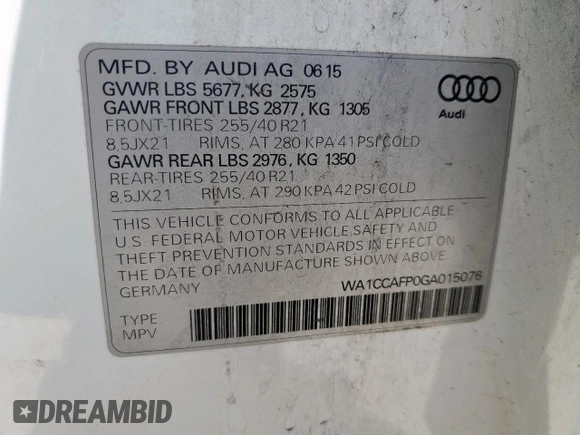 MFD. BY AUDI AG 0615
GVWR LBS 5677, KG 2575
GAWR FRONT LBS 2877, KG 1305
FRONT-TIRES 255/40 R21
8,5JX21 RIMS, AT 280 KPA 41 PSI COLD
GAWR REAR LBS 2976, KG 1350
REAR-TIRES 255/40 R21
8,5JX21 RIMS, AT 290 KPA 42 PSI COLD
Audi
THIS VEHICLE CONFORMS TO ALL APPLICABLE
U.S. FEDERAL MOTOR VEHICLE SAFETY AND
THEFT PREVENTION STANDARDS IN EFFECT ON
THE DATE OF MANUFACTURE SHOWN ABOVE
GERMANY
WA1CCAFP0GA015076
TYPE
MPV
DREAMBID